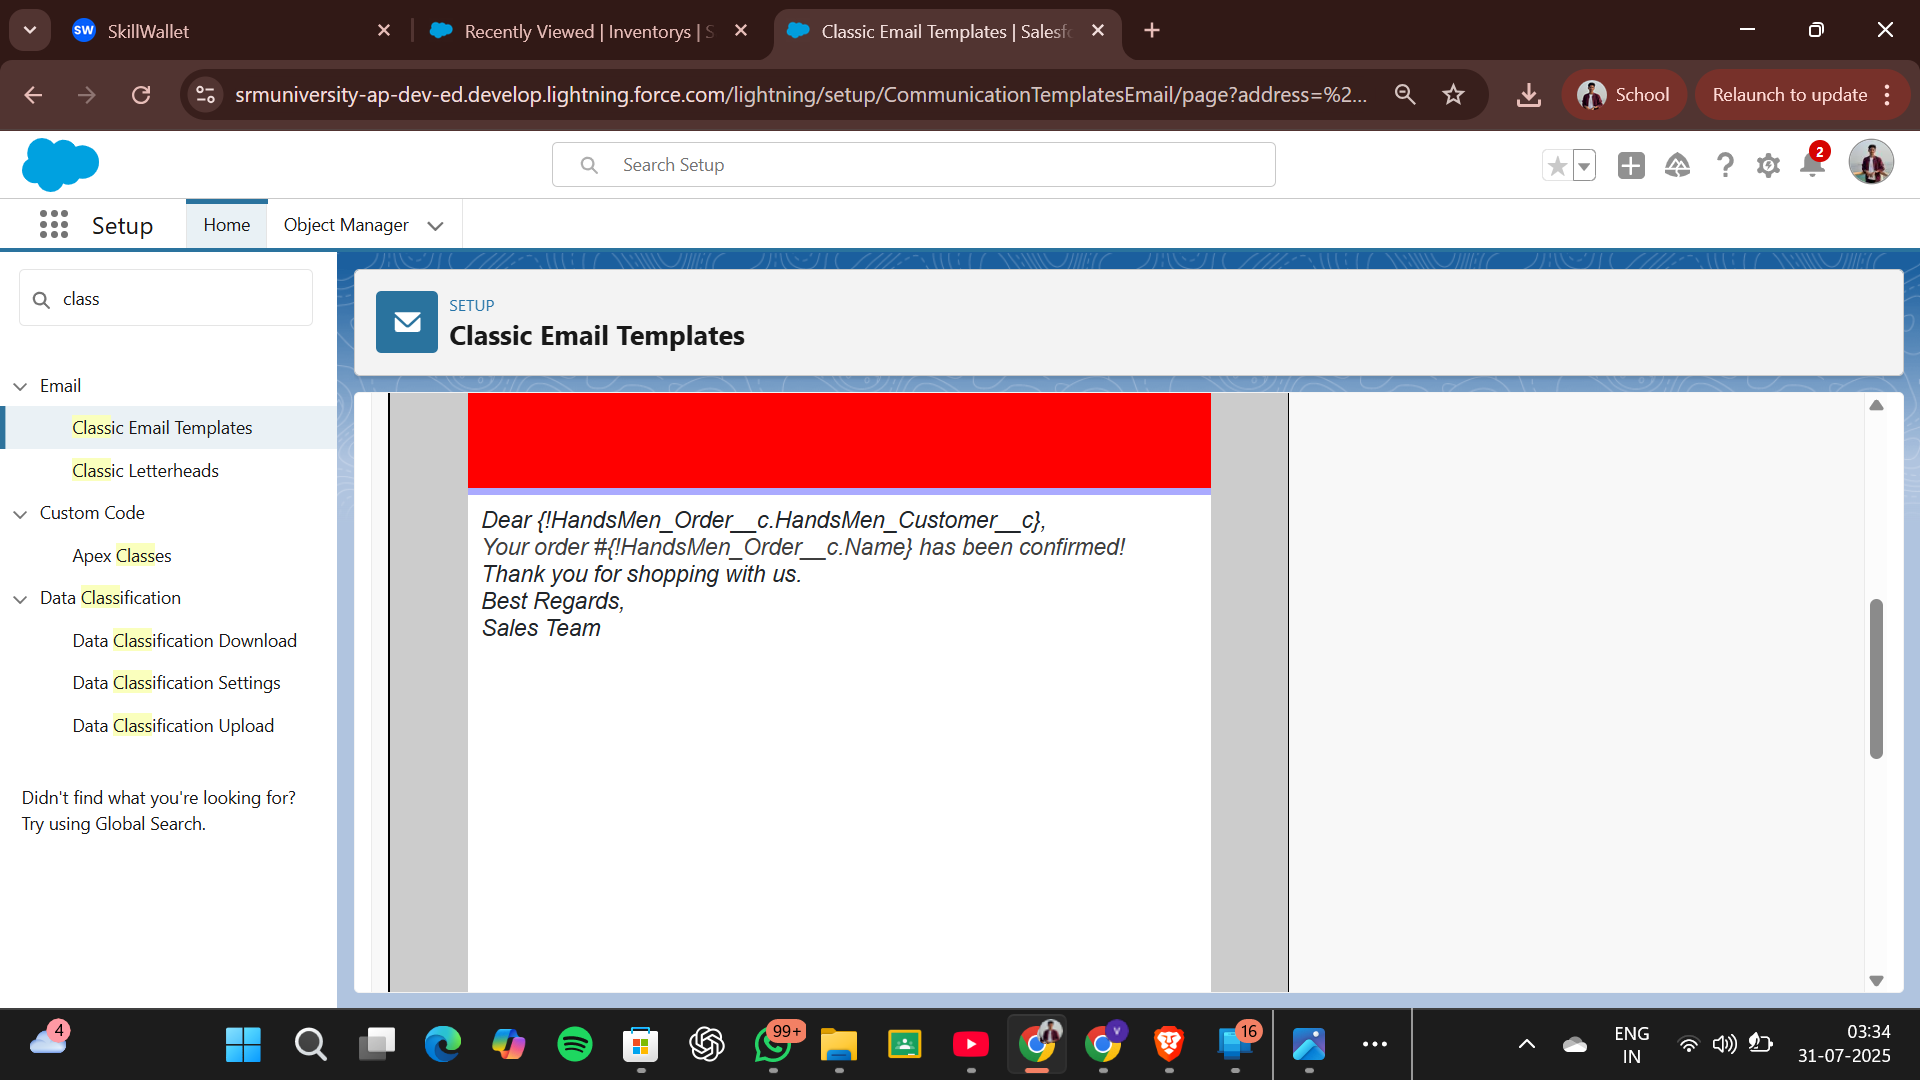 SW SkillWallet
Recently Viewed | Inventorys | S
Classic Email Templates | Salesfo
srmuniversity-ap-dev-ed.develop.lightning.force.com/lightning/setup/CommunicationTemplatesEmail/page?address=%2...
School
Relaunch to update
Search Setup
2
Setup
Home
Object Manager
class
SETUP
Classic Email Templates
Email
Classic Email Templates
Classic Letterheads
Custom Code
Apex Classes
Data Classification
Data Classification Download
Data Classification Settings
Data Classification Upload
Didn't find what you're looking for?
Try using Global Search.
Dear {!HandsMen_Order__c.HandsMen_Customer__c},
Your order #{!HandsMen_Order__c.Name} has been confirmed!
Thank you for shopping with us.
Best Regards,
Sales Team
4
99+
V
16
ENG
IN
03:34
31-07-2025